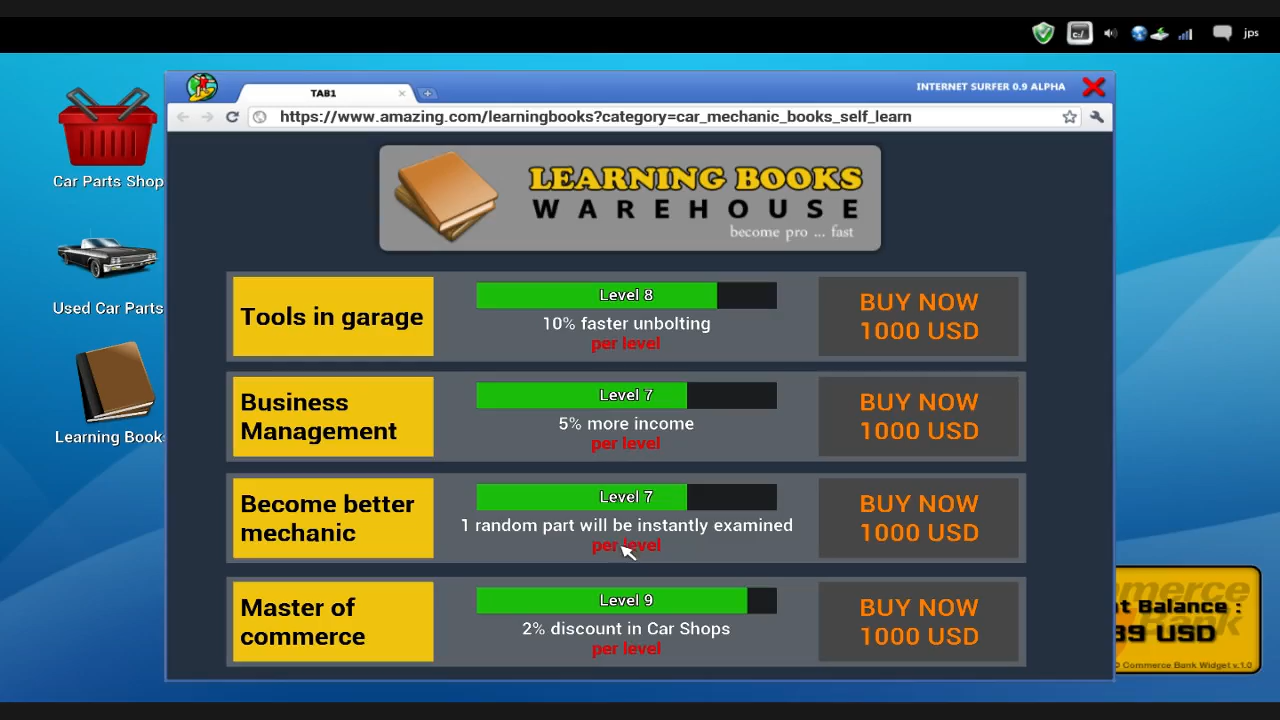 jps
TAB1
INTERNET SURFER 0.9 ALPHA
https://www.amazing.com/learningbooks?category=car_mechanic_books_self_learn
Car Parts Shop
Used Car Parts
Learning Book
LEARNING BOOKS
WAREHOUSE
become pro ... fast
Tools in garage
Level 8
10% faster unbolting
per level
BUY NOW
1000 USD
Business
Management
Level 7
5% more income
per level
BUY NOW
1000 USD
Become better
mechanic
Level 7
1 random part will be instantly examined
per level
BUY NOW
1000 USD
Master of
commerce
Level 9
2% discount in Car Shops
per level
BUY NOW
1000 USD
t Balance :
39 USD
Commerce Bank Widget v.1.0